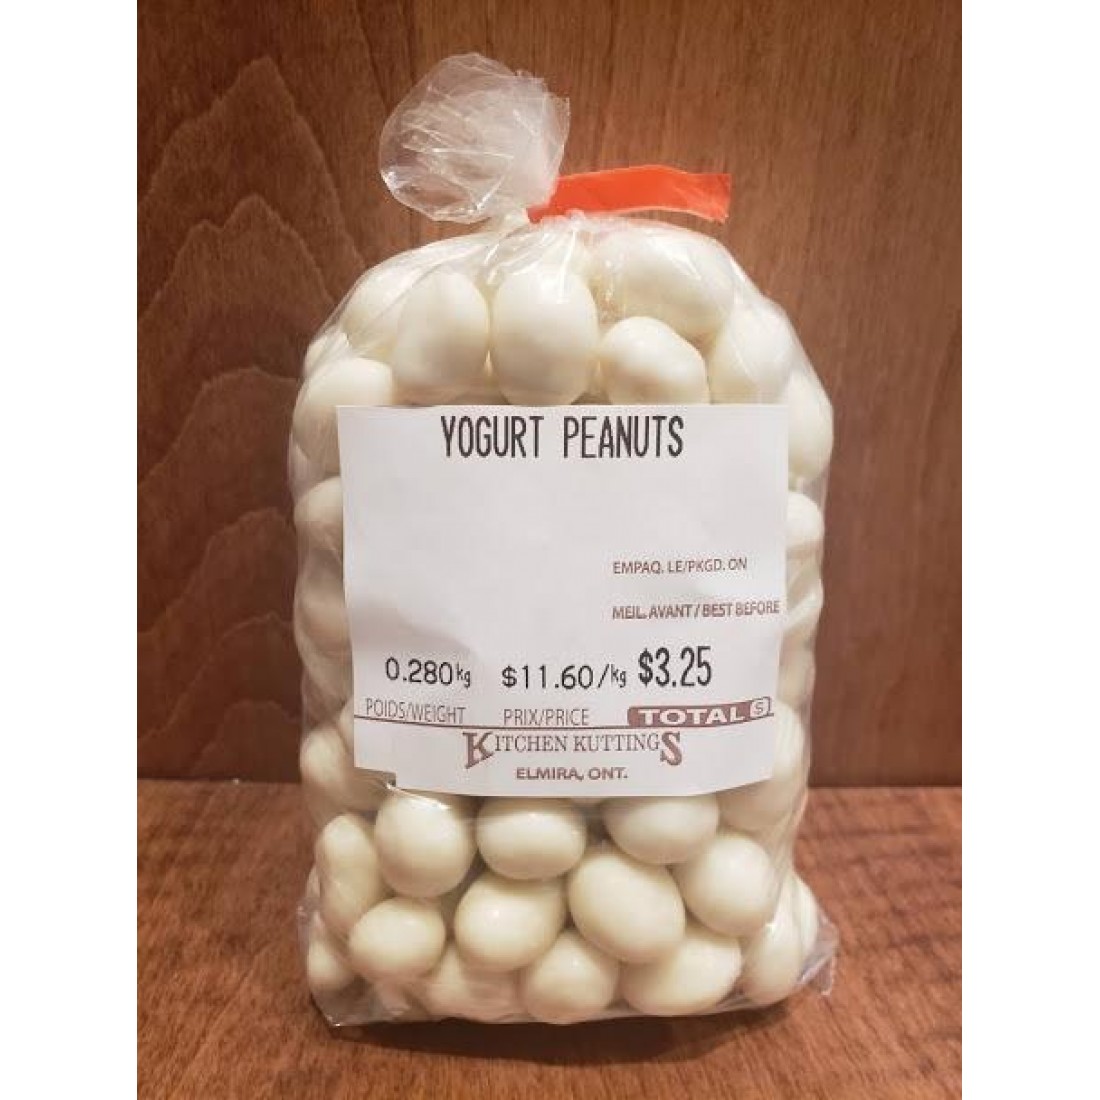 YOGURT PEANUTS
EMPAQ. LE/PKGD. ON
MEIL. AVANT / BEST BEFORE
0.280kg $11.60/kg $3.25
POIDS/WEIGHT PRIX/PRICE TOTAL $
KITCHEN KUTTINGS
ELMIRA, ONT.